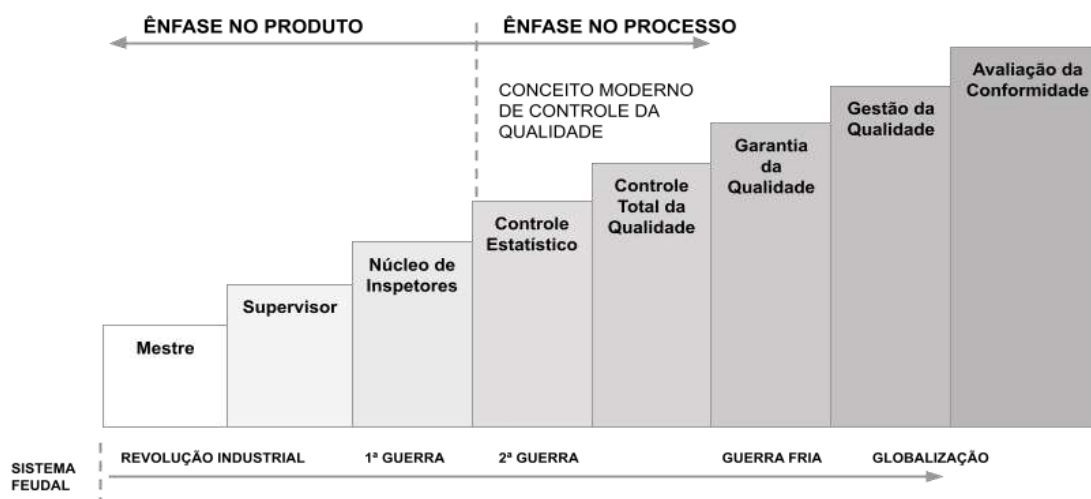 ÊNFASE NO PRODUTO
ÊNFASE NO PROCESSO
CONCEITO MODERNO
DE CONTROLE DA
QUALIDADE
Mestre
Supervisor
Núcleo de
Inspetores
Controle
Estatístico
Controle
Total da
Qualidade
Garantia
da
Qualidade
Gestão da
Qualidade
Avaliação da
Conformidade
SISTEMA
FEUDAL
REVOLUÇÃO INDUSTRIAL
1ª GUERRA
2ª GUERRA
GUERRA FRIA
GLOBALIZAÇÃO